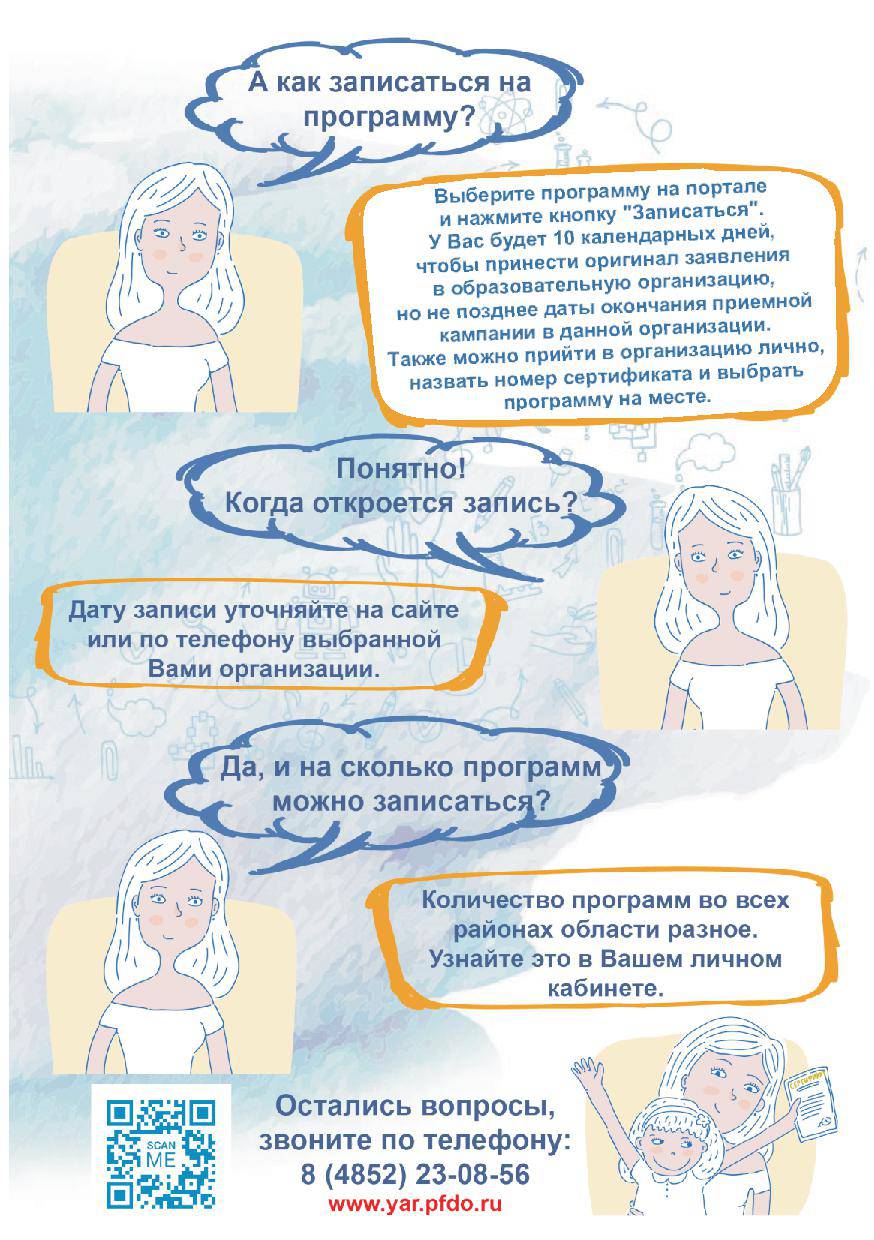 А как записаться на
программу?
Выберите программу на портале
и нажмите кнопку "Записаться".
У Вас будет 10 календарных дней,
чтобы принести оригинал заявления
в образовательную организацию,
но не позднее даты окончания приемной
кампании в данной организации.
Также можно прийти в организацию лично,
назвать номер сертификата и выбрать
программу на месте.
Понятно!
Когда откроется запись?
Дату записи уточняйте на сайте
или по телефону выбранной
Вами организации.
Да, и на сколько программ
можно записаться?
Количество программ во всех
районах области разное.
Узнайте это в Вашем личном
кабинете.
SCAN
ME
Остались вопросы,
звоните по телефону:
8 (4852) 23-08-56
www.yar.pfdo.ru